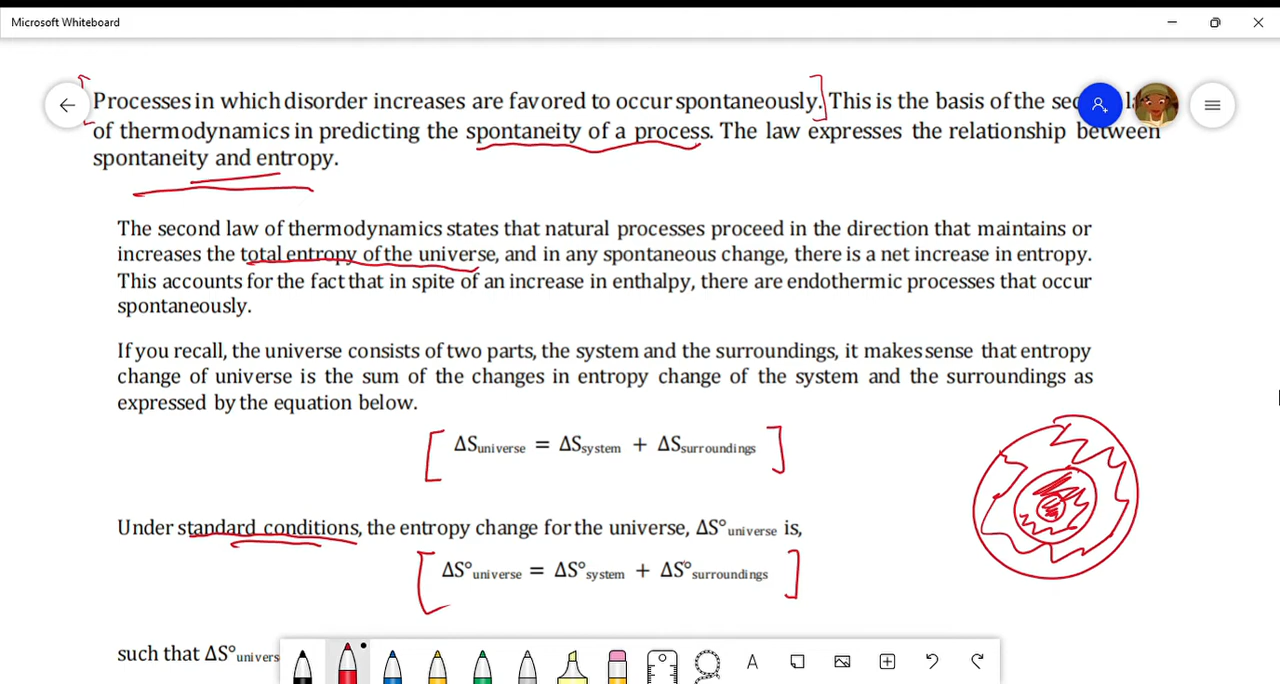 Microsoft Whiteboard
Processes in which disorder increases are favored to occur spontaneously. This is the basis of the
of thermodynamics in predicting the spontaneity of a process. The law expresses the relationship between
spontaneity and entropy.
The second law of thermodynamics states that natural processes proceed in the direction that maintains or
increases the total entropy of the universe, and in any spontaneous change, there is a net increase in entropy.
This accounts for the fact that in spite of an increase in enthalpy, there are endothermic processes that occur
spontaneously.
If you recall, the universe consists of two parts, the system and the surroundings, it makes sense that entropy
change of universe is the sum of the changes in entropy change of the system and the surroundings as
expressed by the equation below.
ΔSuniverse = ΔSsystem + ΔSsurroundings
Under standard conditions, the entropy change for the universe, ΔS°universe is,
ΔS°universe = ΔS°system + ΔS°surroundings
such that ΔS°univers